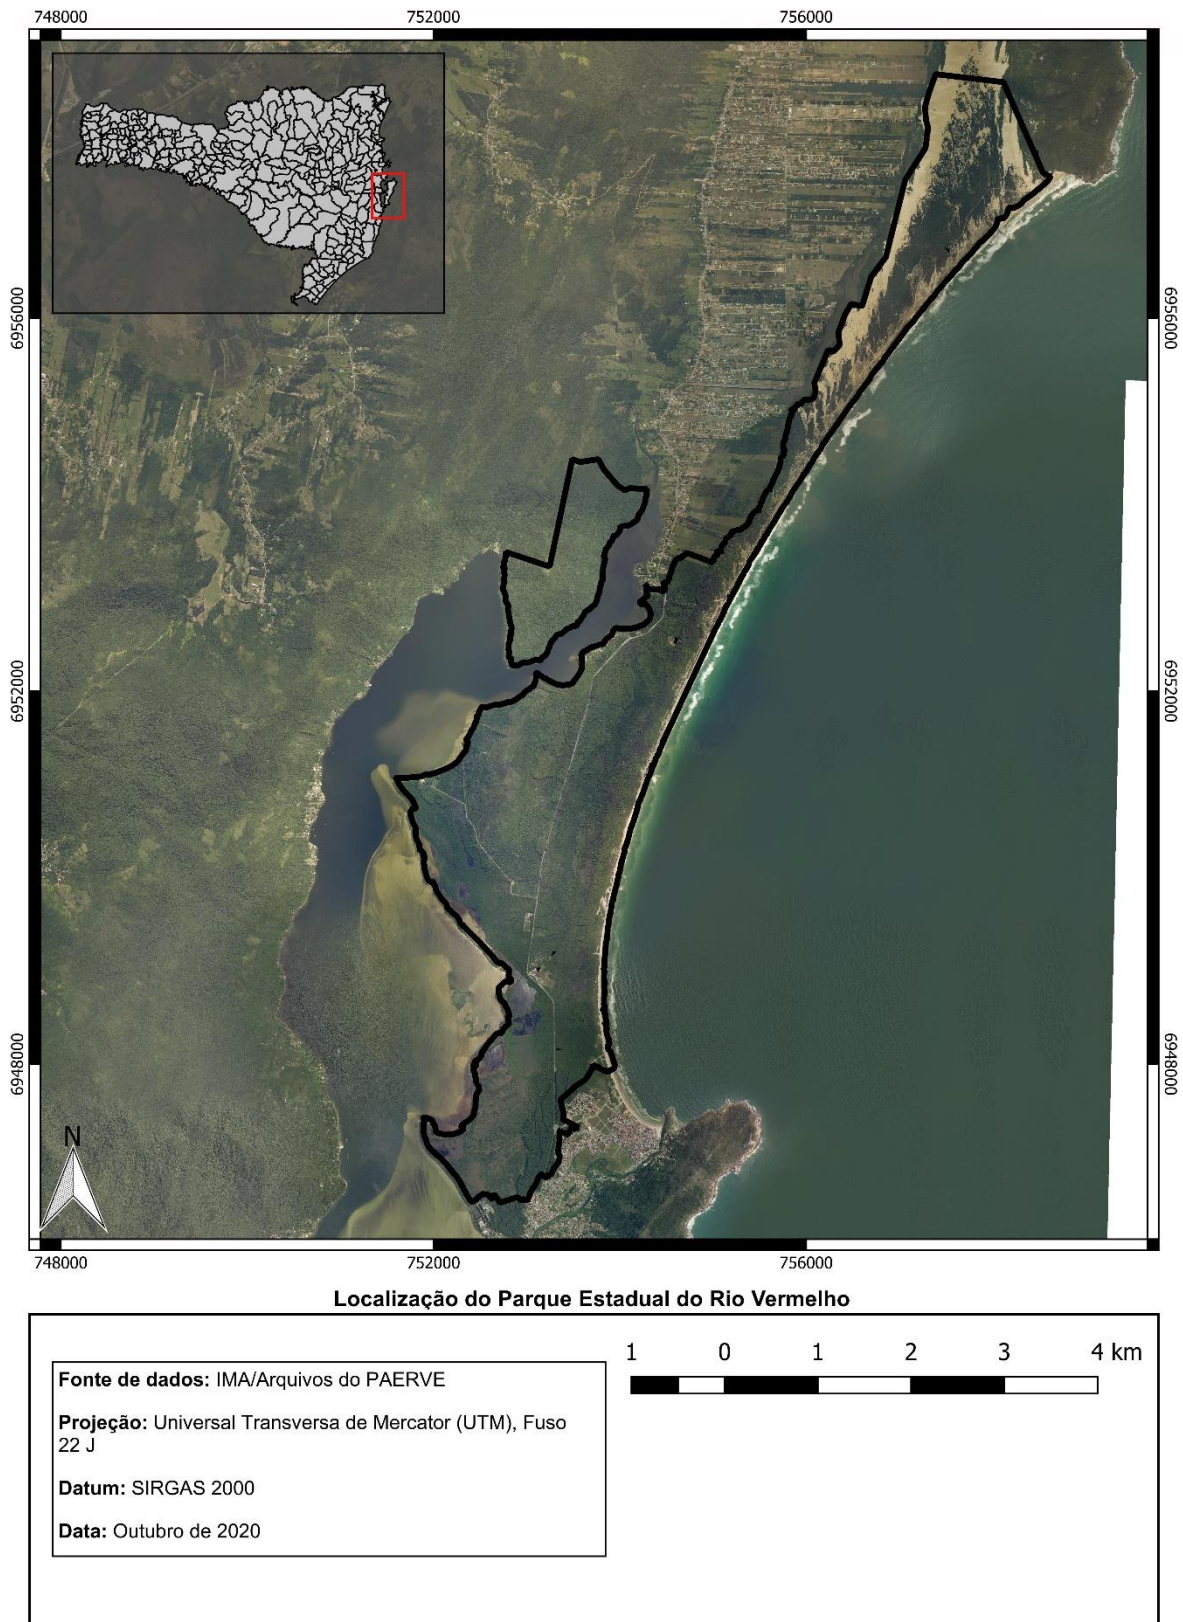 748000 752000 756000
6956000 6956000
6952000 6952000
6948000 6948000
N
748000 752000 756000
Localização do Parque Estadual do Rio Vermelho
1 0 1 2 3 4 km
Fonte de dados: IMA/Arquivos do PAERVE
Projeção: Universal Transversa de Mercator (UTM), Fuso
22 J
Datum: SIRGAS 2000
Data: Outubro de 2020